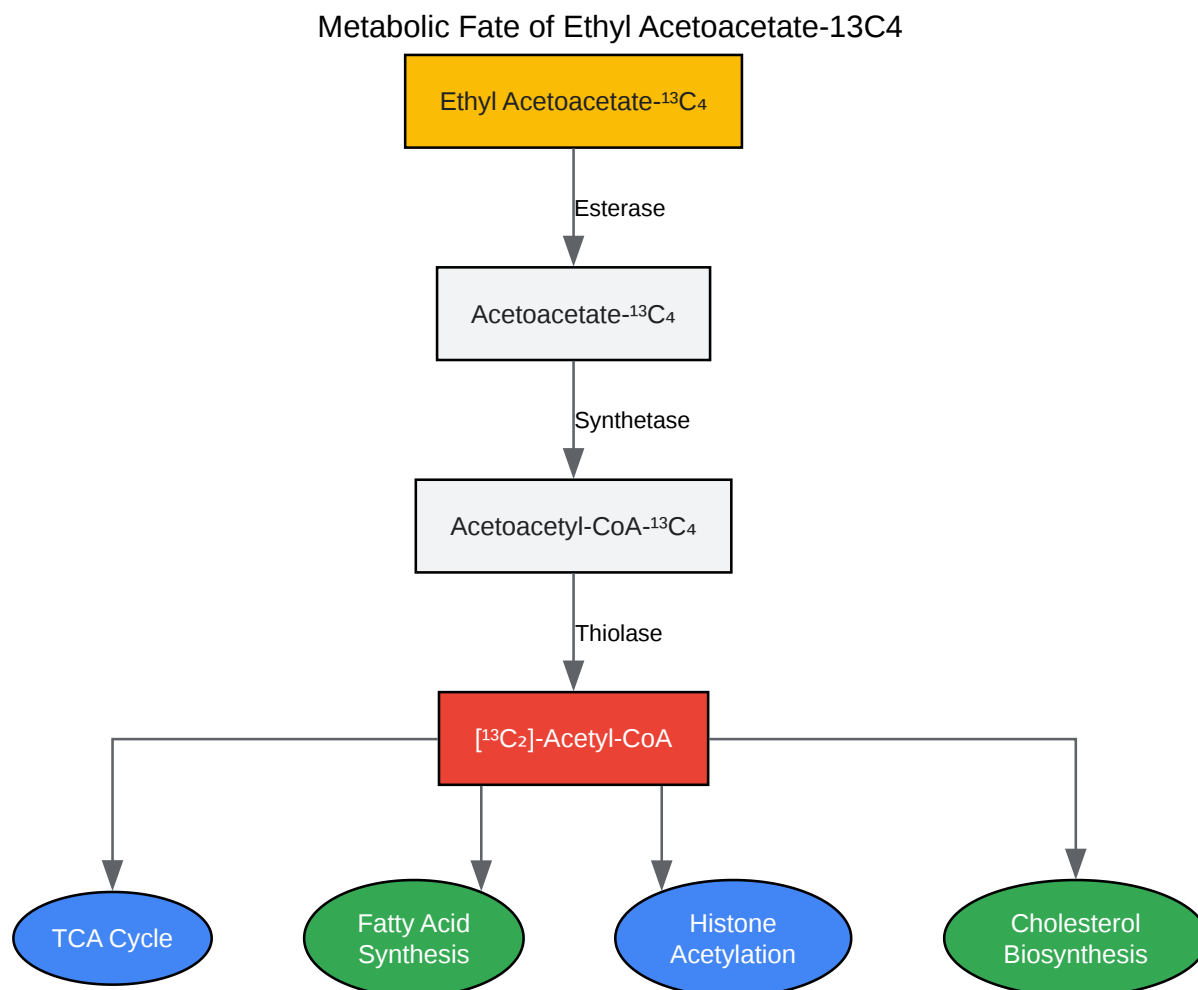 Metabolic Fate of Ethyl Acetoacetate-13C4
Ethyl Acetoacetate-¹³C₄
Esterase
Acetoacetate-¹³C₄
Synthetase
Acetoacetyl-CoA-¹³C₄
Thiolase
[¹³C₂]-Acetyl-CoA
TCA Cycle
Fatty Acid
Synthesis
Histone
Acetylation
Cholesterol
Biosynthesis